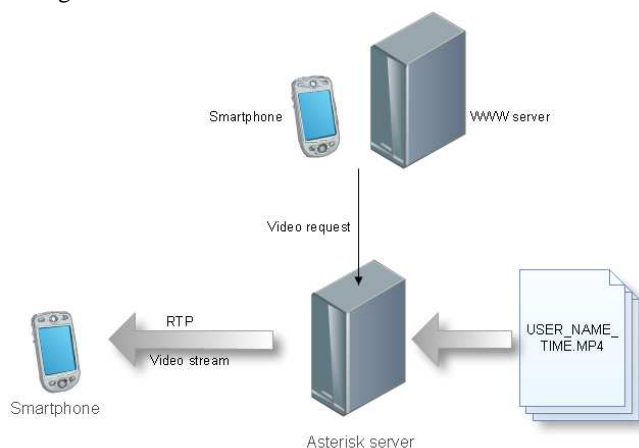 Smartphone
WWW server
Video request
RTP
Video stream
USER_NAME_
TIME.MP4
Smartphone
Asterisk server